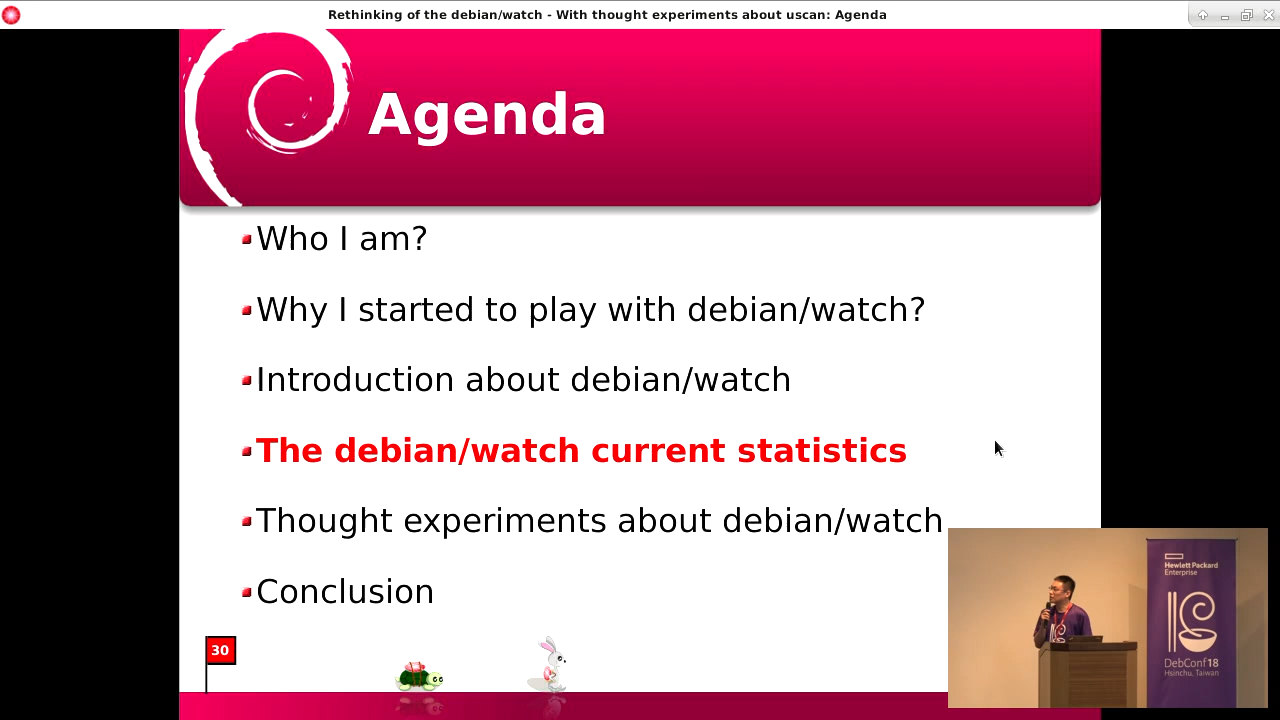 Rethinking of the debian/watch - With thought experiments about uscan: Agenda
Agenda
Who I am?
Why I started to play with debian/watch?
Introduction about debian/watch
The debian/watch current statistics
Thought experiments about debian/watch
Conclusion
30
Hewlett Packard
Enterprise
DebConf18
Hsinchu, Taiwan